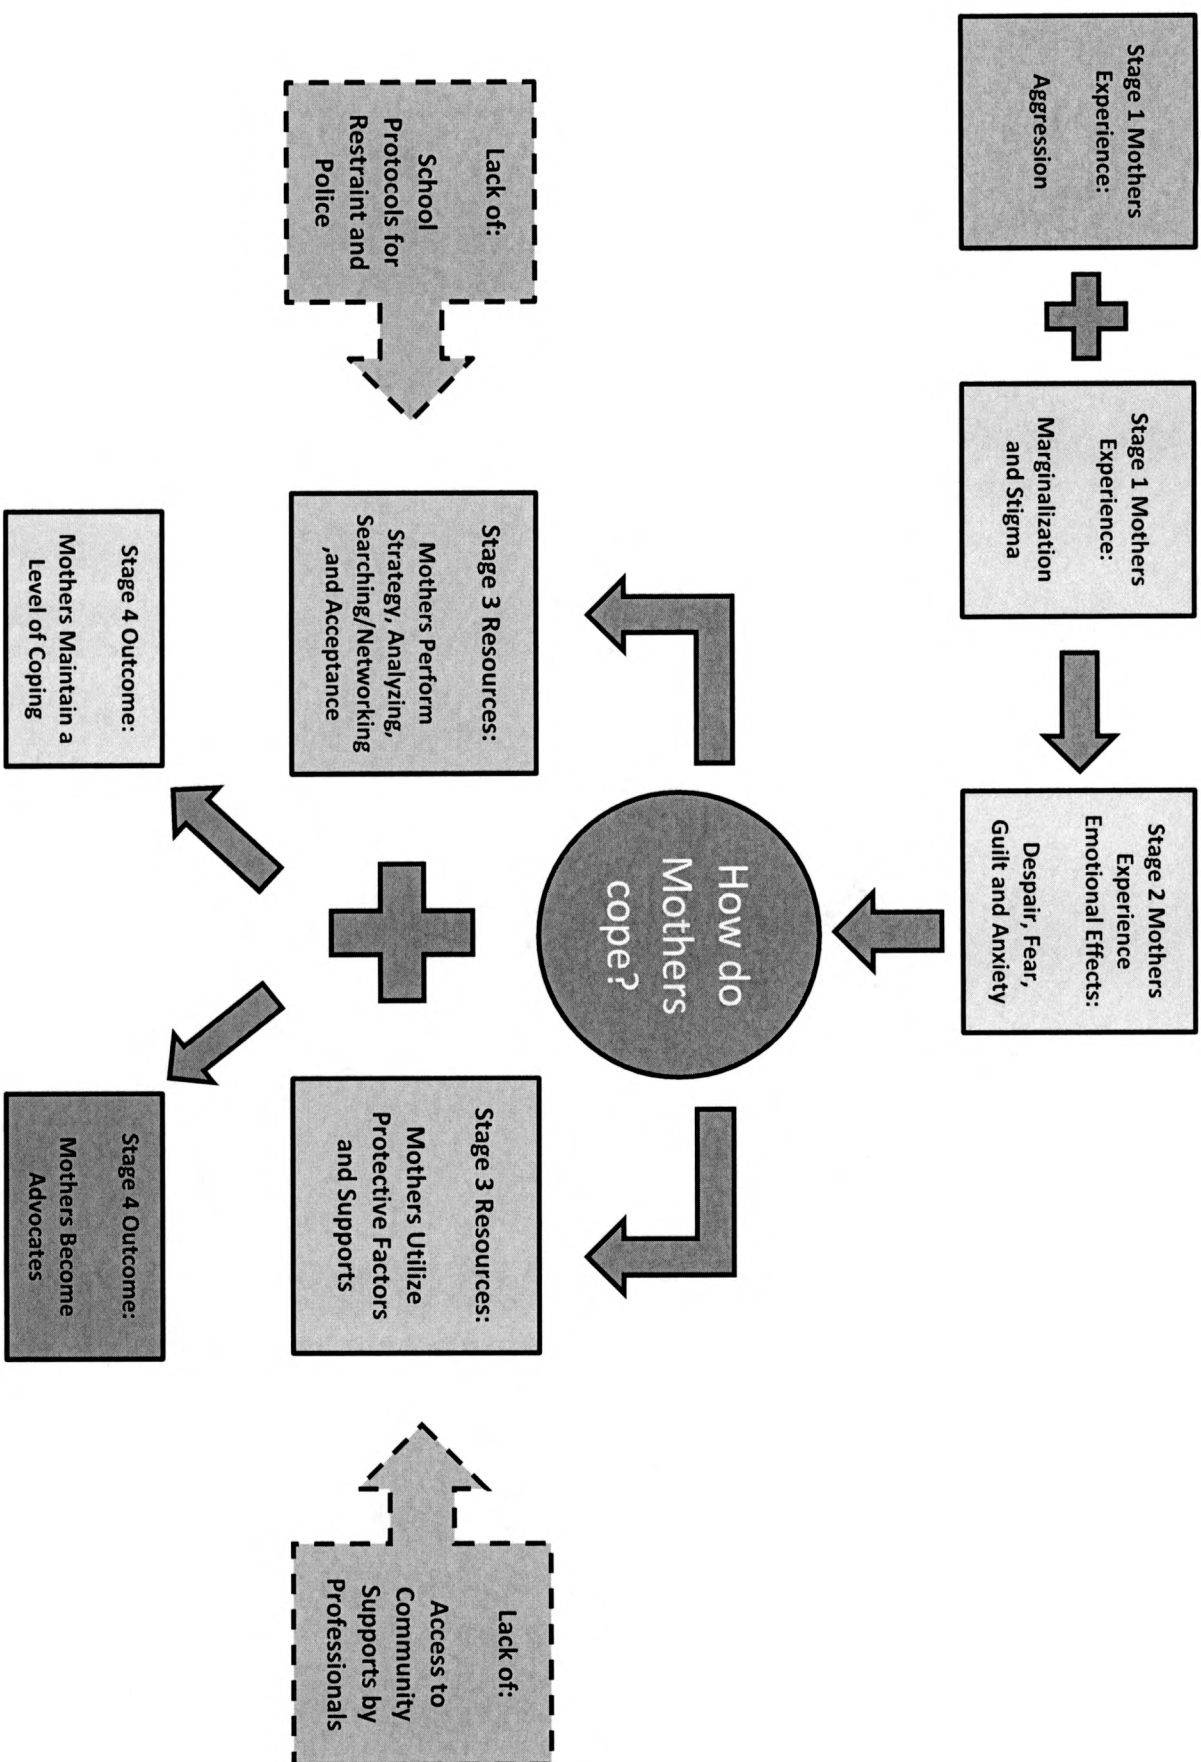 Stage 1 Mothers
Experience:
Aggression
Stage 1 Mothers
Experience:
Marginalization
and Stigma
Stage 2 Mothers
Experience
Emotional Effects:
Despair, Fear,
Guilt and Anxiety
How do
Mothers
cope?
Lack of:
School
Protocols for
Restraint and
Police
Stage 3 Resources:
Mothers Perform
Strategy, Analyzing,
Searching/Networking
,and Acceptance
Stage 3 Resources:
Mothers Utilize
Protective Factors
and Supports
Lack of:
Access to
Community
Supports by
Professionals
Stage 4 Outcome:
Mothers Maintain a
Level of Coping
Stage 4 Outcome:
Mothers Become
Advocates